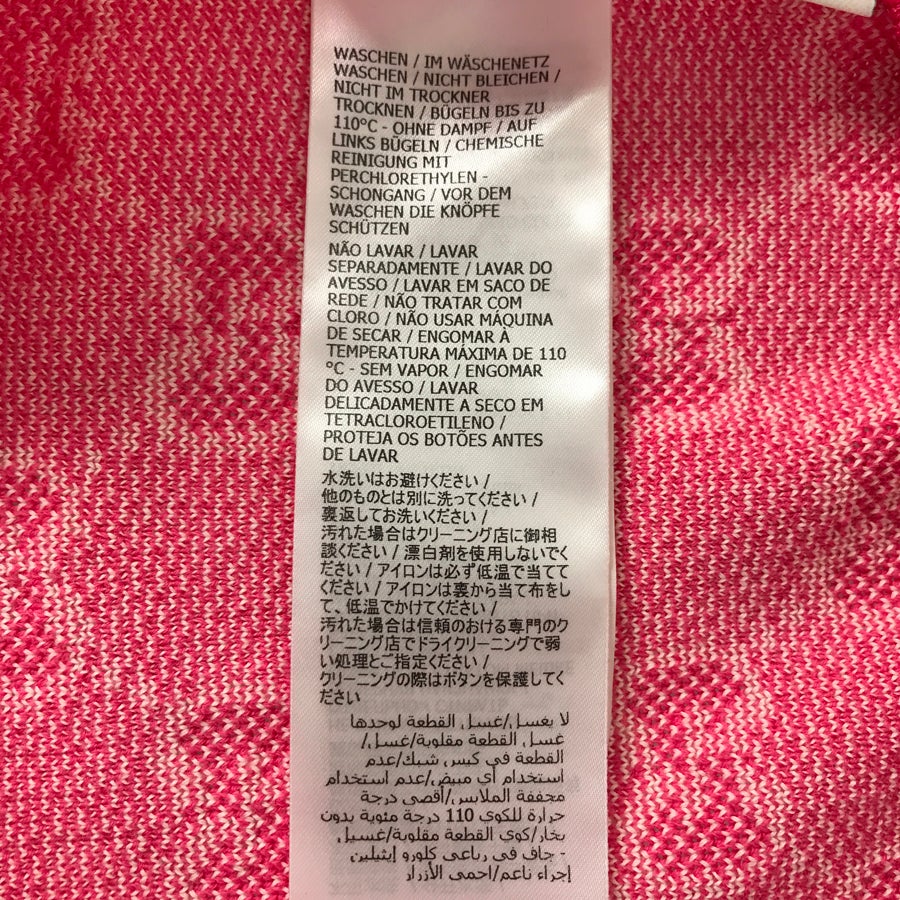 WASCHEN / IM WÄSCHENETZ
WASCHEN / NICHT BLEICHEN /
NICHT IM TROCKNER
TROCKNEN / BÜGELN BIS ZU
110°C - OHNE DAMPF / AUF
LINKS BÜGELN / CHEMISCHE
REINIGUNG MIT
PERCHLORETHYLEN -
SCHONGANG / VOR DEM
WASCHEN DIE KNÖPFE
SCHÜTZEN
NÃO LAVAR / LAVAR
SEPARADAMENTE / LAVAR DO
AVESSO / LAVAR EM SACO DE
REDE / NÃO TRATAR COM
CLORO / NÃO USAR MÁQUINA
DE SECAR / ENGOMAR À
TEMPERATURA MÁXIMA DE 110
°C - SEM VAPOR / ENGOMAR
DO AVESSO / LAVAR
DELICADAMENTE A SECO EM
TETRACLOROETILENO /
PROTEJA OS BOTÕES ANTES
DE LAVAR
水洗いはお避けください /
他のものとは別に洗ってください /
裏返してお洗いください /
汚れた場合はクリーニング店に御相
談ください / 漂白剤を使用しないでく
ださい / アイロンは必ず低温で当てて
ください / アイロンは裏から当て布をし
て、低温でかけてください /
汚れた場合は信頼のおける専門のク
リーニング店でドライクリーニングで弱
い処理とご指定ください /
クリーニングの際はボタンを保護してく
ださい
لا يغسل/غسل القطعة لوحدها
غسل القطعة مقلوبة/غسل/
القطعة في كيس شبك/عدم
استخدام أي مبيض/عدم استخدام
مجففة الملابس/أقصى درجة
حرارة للكوي 110 درجة مئوية بدون
بخار/كوي القطعة مقلوبة/غسيل
- جاف في رباعي كلورو إيثيلين
إجراء ناعم/احمي الأزرار